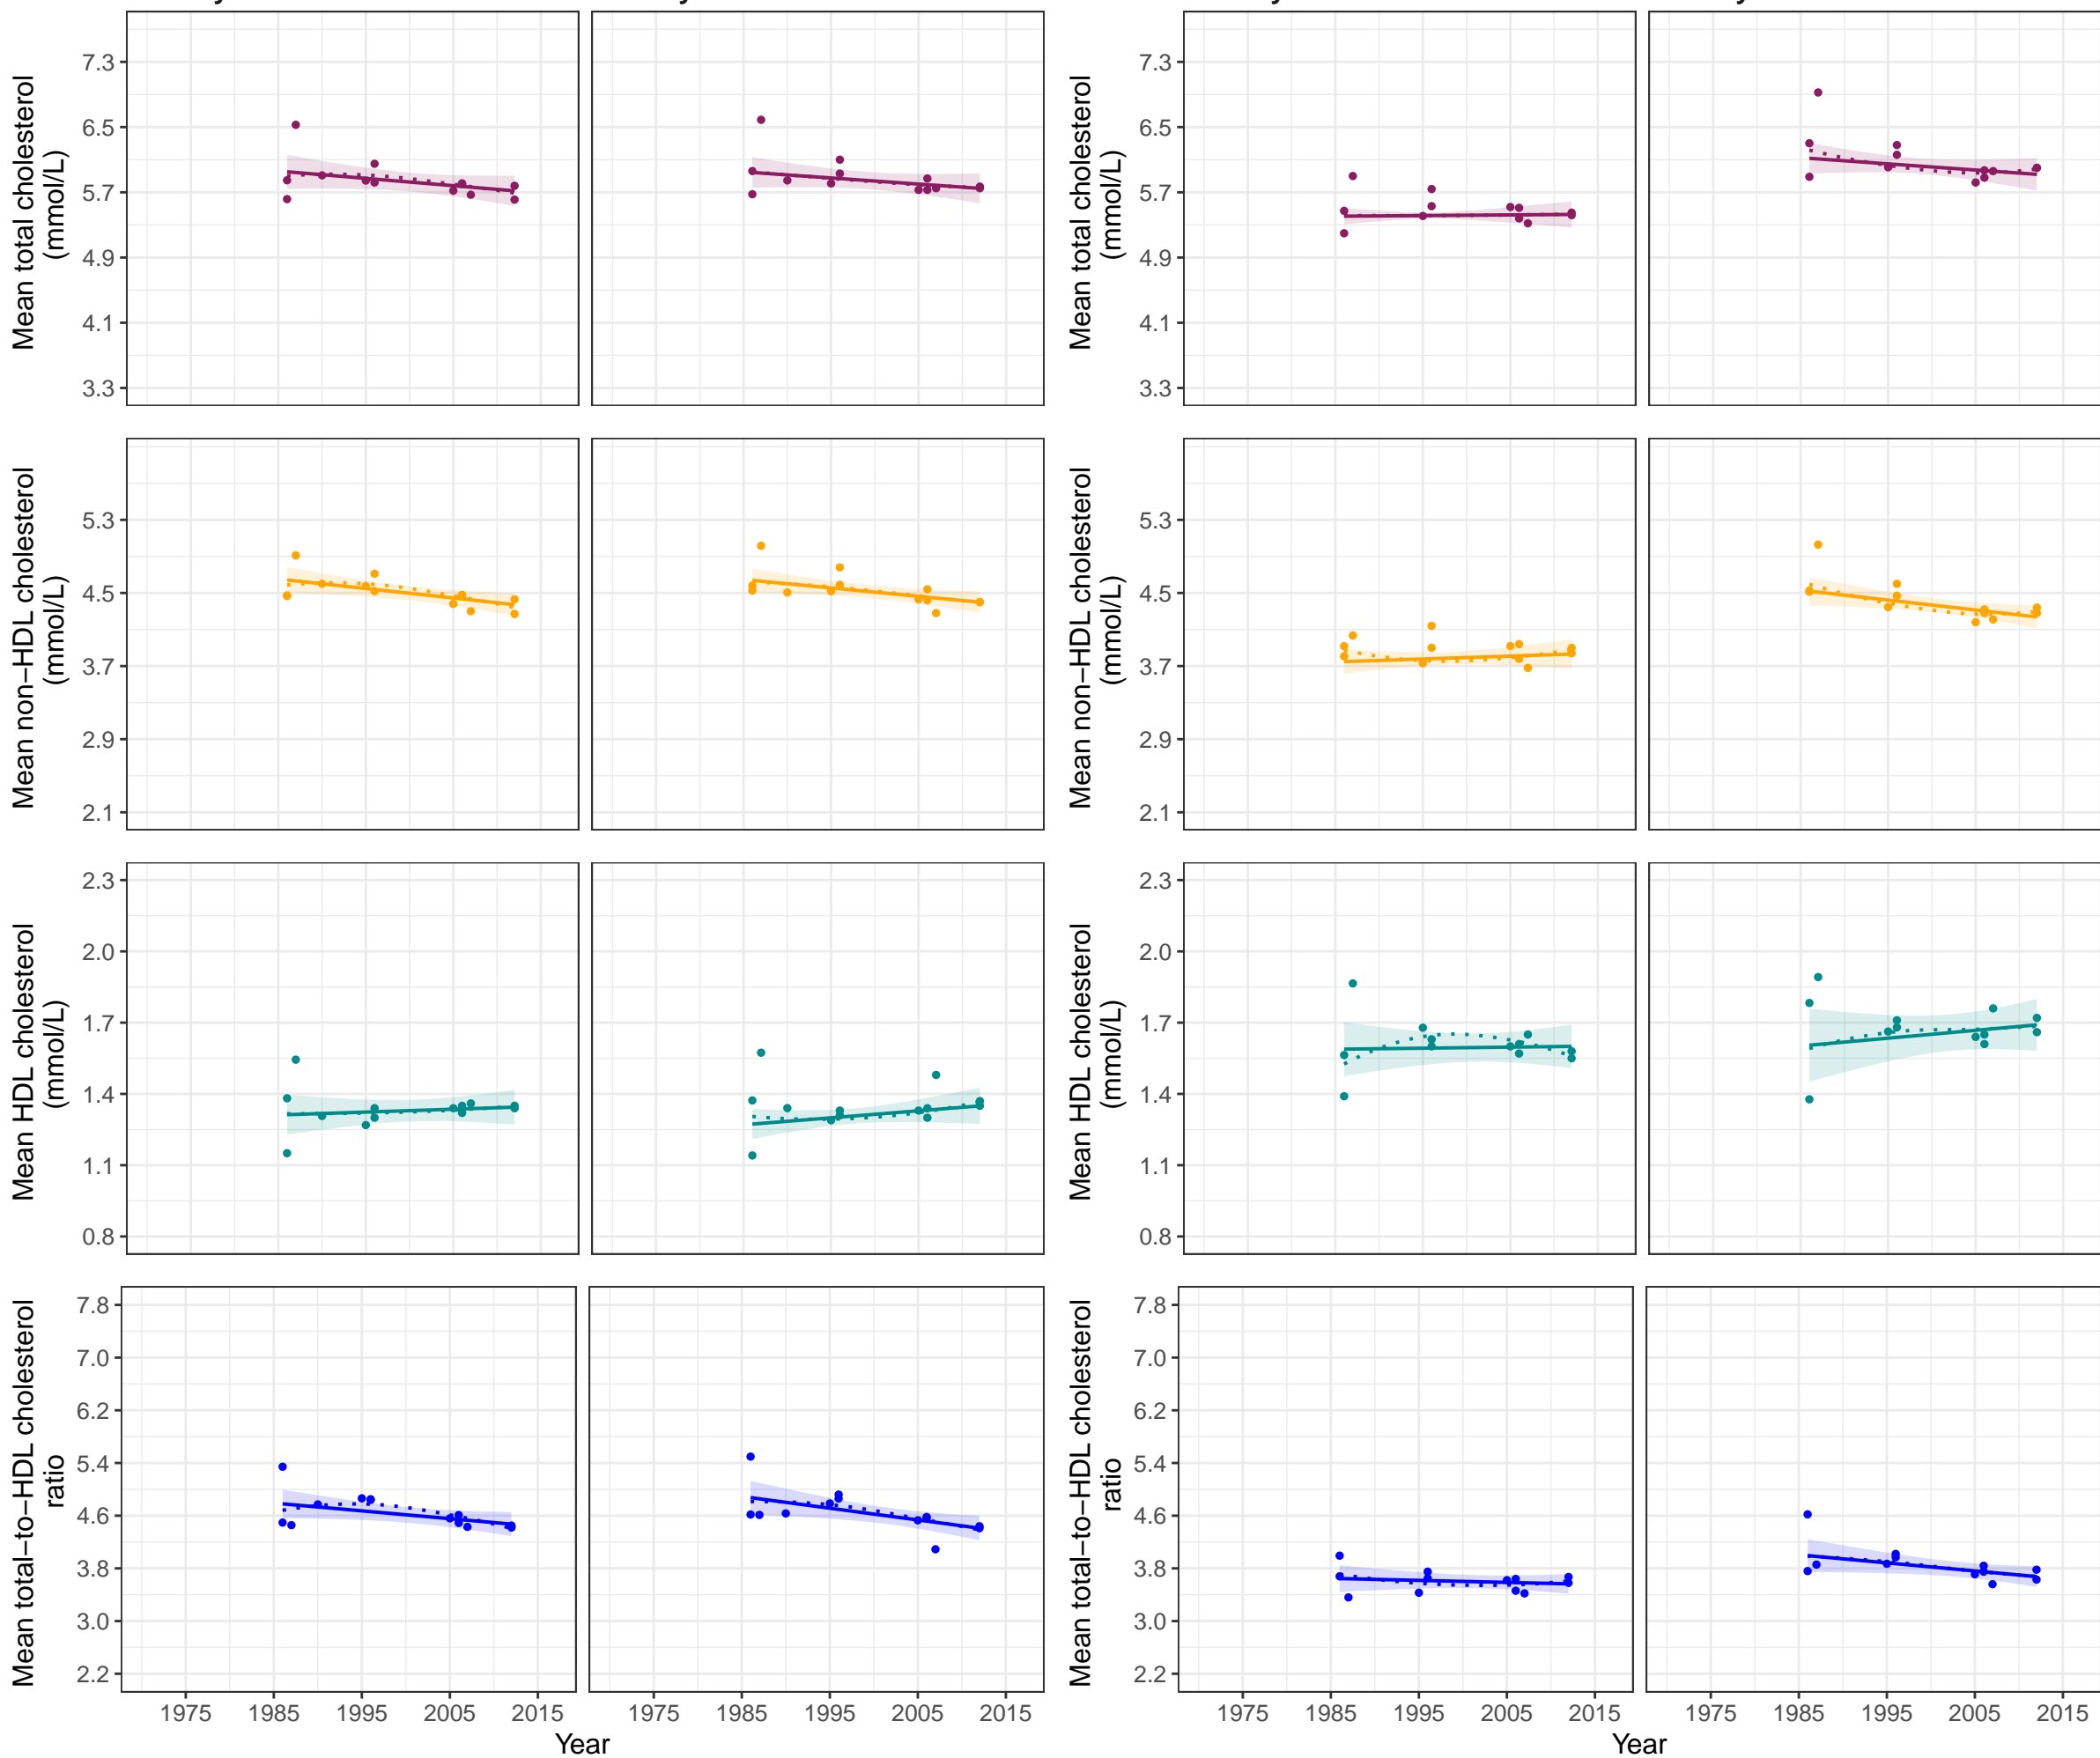 Mean total cholesterol
(mmol/L)
7.3
6.5
5.7
4.9
4.1
3.3
Mean total cholesterol
(mmol/L)
7.3
6.5
5.7
4.9
4.1
3.3
Mean non−HDL cholesterol
(mmol/L)
5.3
4.5
3.7
2.9
2.1
Mean non−HDL cholesterol
(mmol/L)
5.3
4.5
3.7
2.9
2.1
Mean HDL cholesterol
(mmol/L)
2.3
2.0
1.7
1.4
1.1
0.8
Mean HDL cholesterol
(mmol/L)
2.3
2.0
1.7
1.4
1.1
0.8
Mean total−to−HDL cholesterol
ratio
7.8
7.0
6.2
5.4
4.6
3.8
3.0
2.2
Mean total−to−HDL cholesterol
ratio
7.8
7.0
6.2
5.4
4.6
3.8
3.0
2.2
1975 1985 1995 2005 2015 1975 1985 1995 2005 2015 1975 1985 1995 2005 2015 1975 1985 1995 2005 2015
Year Year